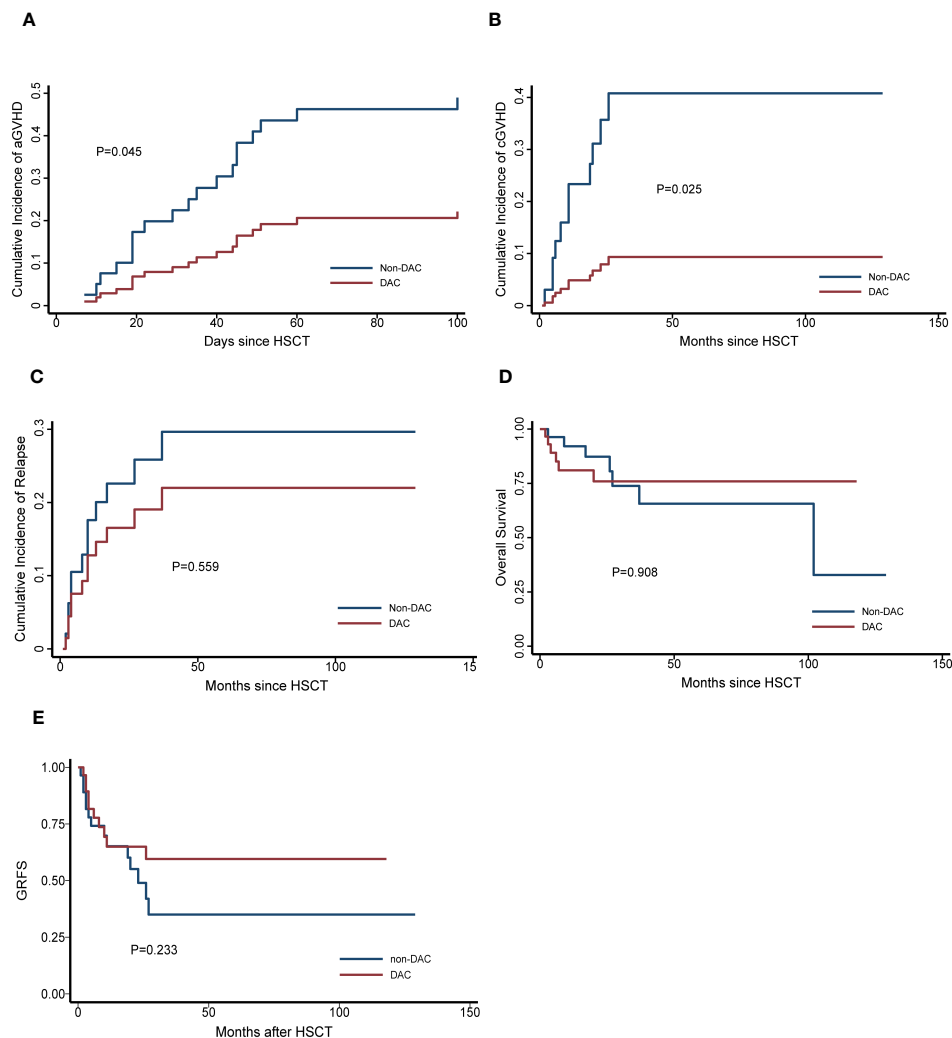 A
Cumulative Incidence of aGVHD
0.5
0.4
0.3
0.2
0.1
0
P=0.045
Non-DAC
DAC
0 20 40 60 80 100
Days since HSCT
B
Cumulative Incidence of cGVHD
0.4
0.3
0.2
0.1
0
P=0.025
Non-DAC
DAC
0 50 100 150
Months since HSCT
C
Cumulative Incidence of Relapse
0.3
0.2
0.1
0
P=0.559
Non-DAC
DAC
0 50 100 15
Months since HSCT
D
Overall Survival
1.00
0.75
0.50
0.25
0.00
P=0.908
Non-DAC
DAC
0 50 100 150
Months since HSCT
E
GRFS
1.00
0.75
0.50
0.25
0.00
P=0.233
non-DAC
DAC
0 50 100 150
Months after HSCT